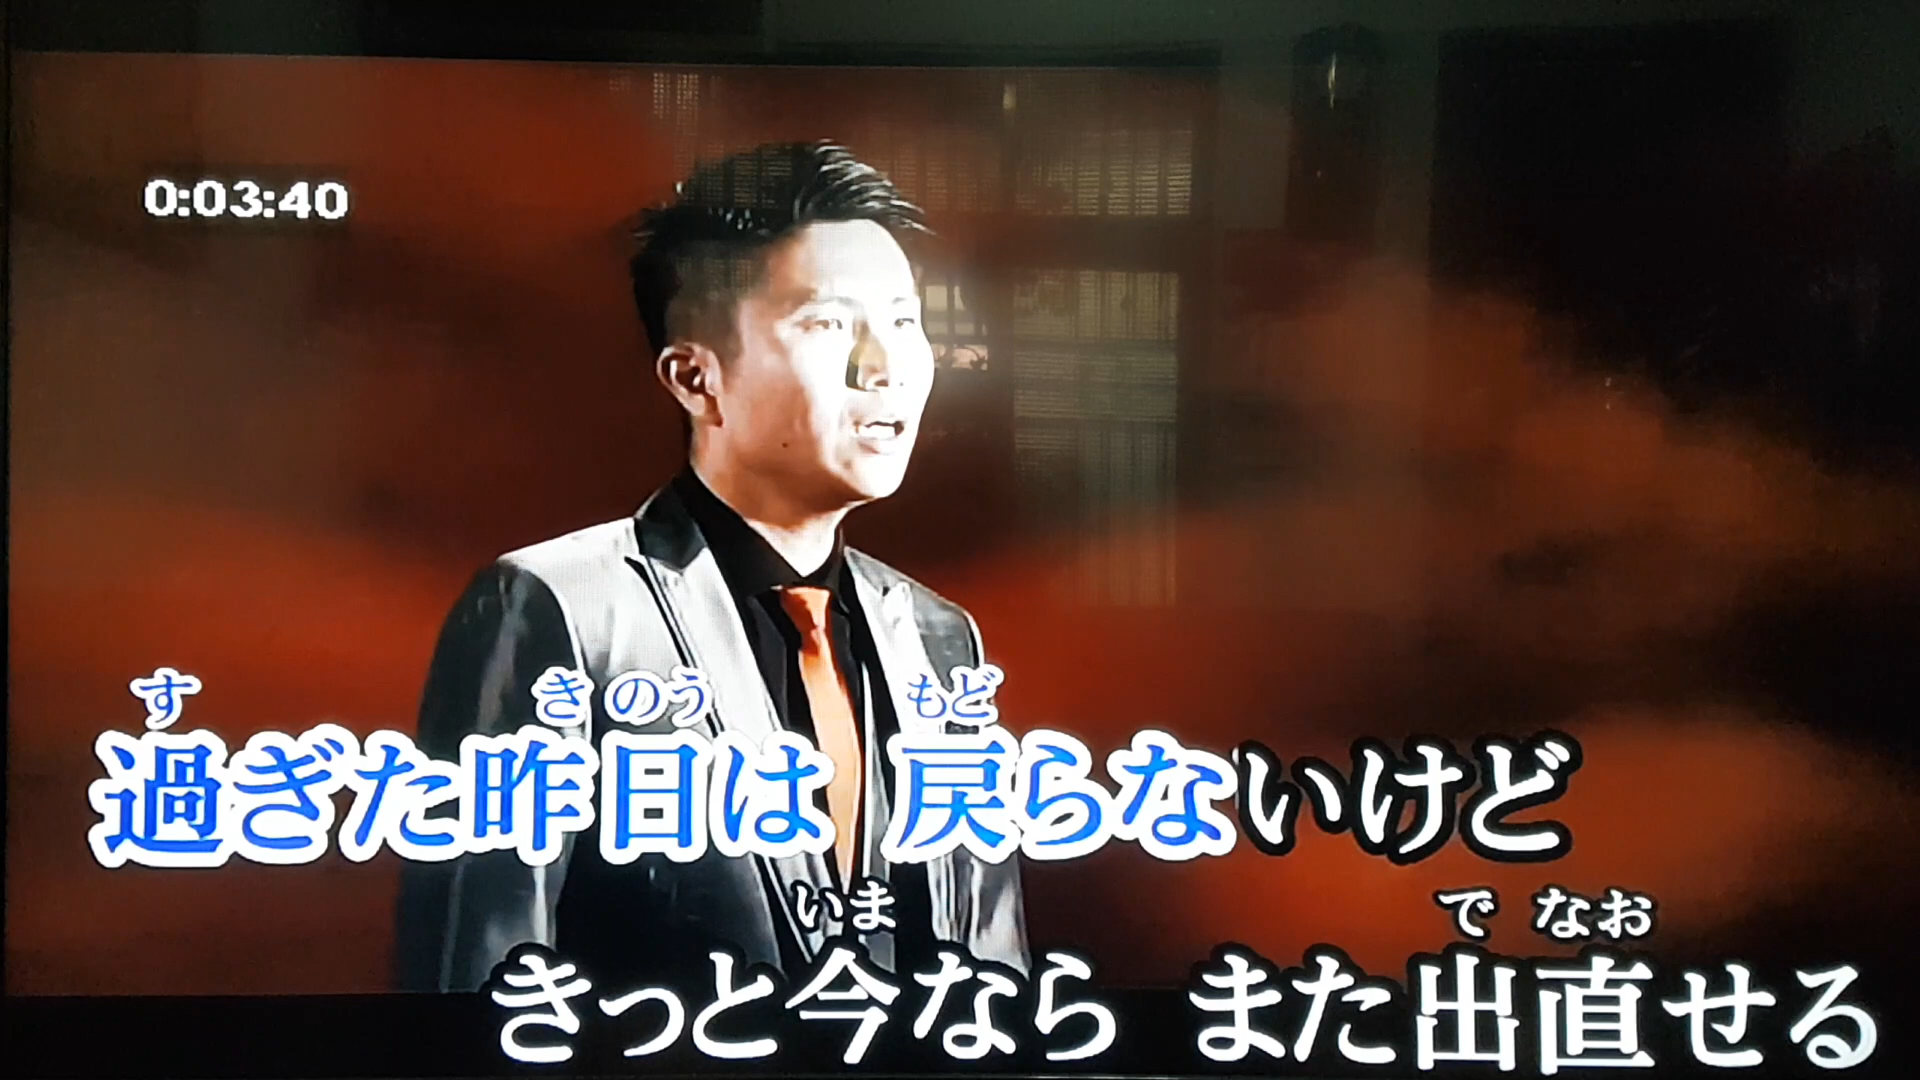 0:03:40
す きのう もど
過ぎた昨日は 戻らないけど
いま で なお
きっと今なら また出直せる